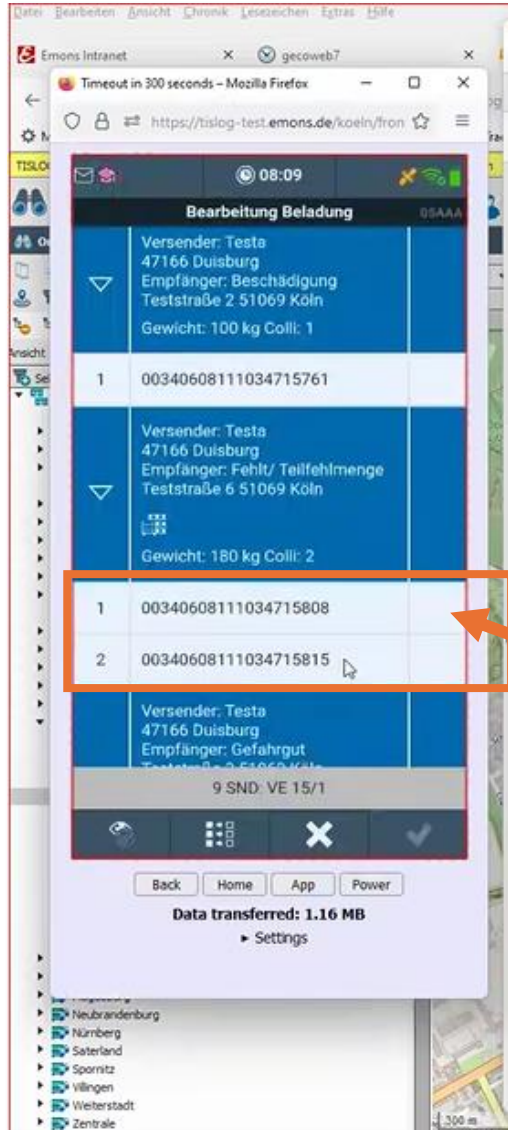 Datei Bearbeiten Ansicht Chronik Lesezeichen Extras Hilfe
Emons Intranet
gecoweb7
Timeout in 300 seconds – Mozilla Firefox
https://tislog-test.emons.de/koeln/fron
TISLO
08:09
Bearbeitung Beladung
05AAA
Versender: Testa
47166 Duisburg
Empfänger: Beschädigung
Teststraße 2 51069 Köln
Gewicht: 100 kg Colli: 1
1 00340608111034715761
Versender: Testa
47166 Duisburg
Empfänger: Fehlt/ Teilfehlmenge
Teststraße 6 51069 Köln
Gewicht: 180 kg Colli: 2
1 00340608111034715808
2 00340608111034715815
Versender: Testa
47166 Duisburg
Empfänger: Gefahrgut
9 SND: VE 15/1
Back Home App Power
Data transferred: 1.16 MB
► Settings
Neubrandenburg
Nürnberg
Saterland
Spornitz
Villingen
Weiterstadt
Zentrale
300 m